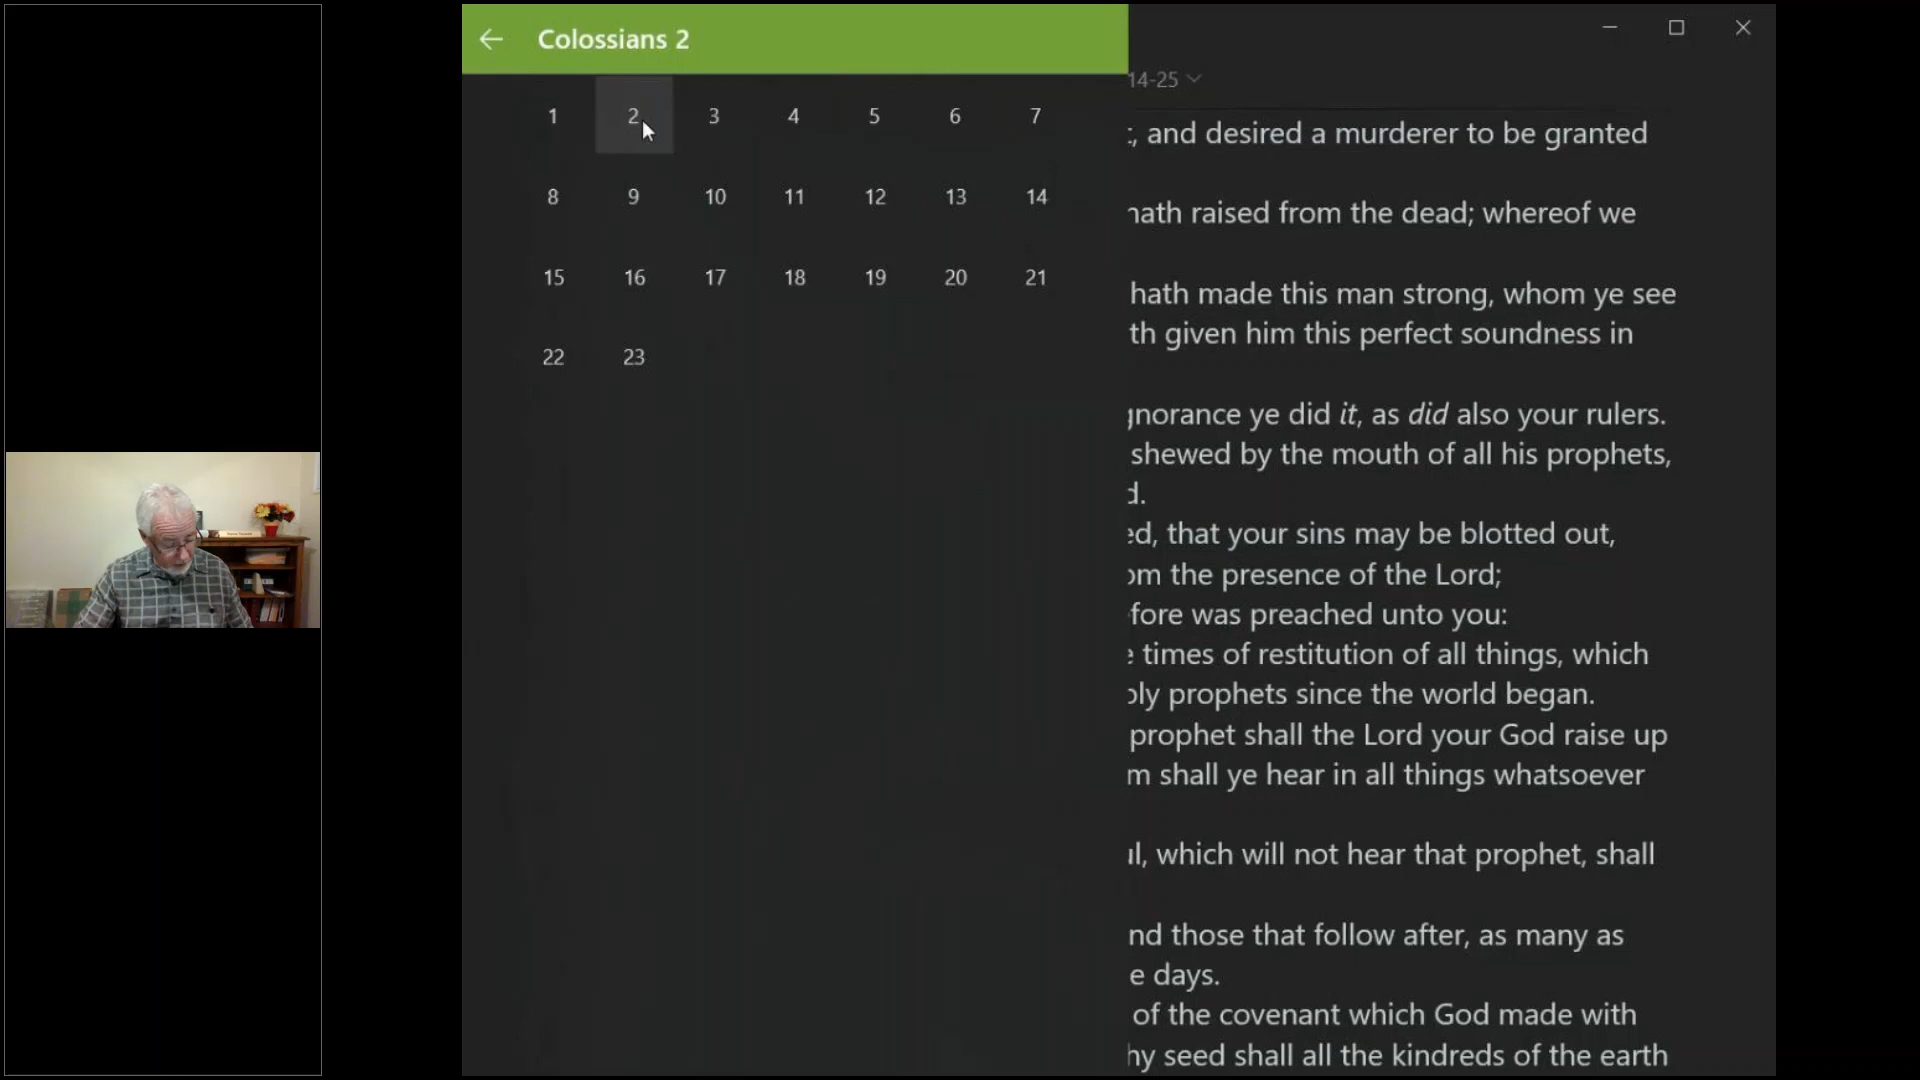 Colossians 2
1 2 3 4 5 6 7
8 9 10 11 12 13 14
15 16 17 18 19 20 21
22 23
14-25
, and desired a murderer to be granted
hath raised from the dead; whereof we
hath made this man strong, whom ye see
th given him this perfect soundness in
gnorance ye did it, as did also your rulers.
shewed by the mouth of all his prophets,
d.
ed, that your sins may be blotted out,
om the presence of the Lord;
fore was preached unto you:
e times of restitution of all things, which
oly prophets since the world began.
prophet shall the Lord your God raise up
m shall ye hear in all things whatsoever
ul, which will not hear that prophet, shall
nd those that follow after, as many as
e days.
of the covenant which God made with
hy seed shall all the kindreds of the earth